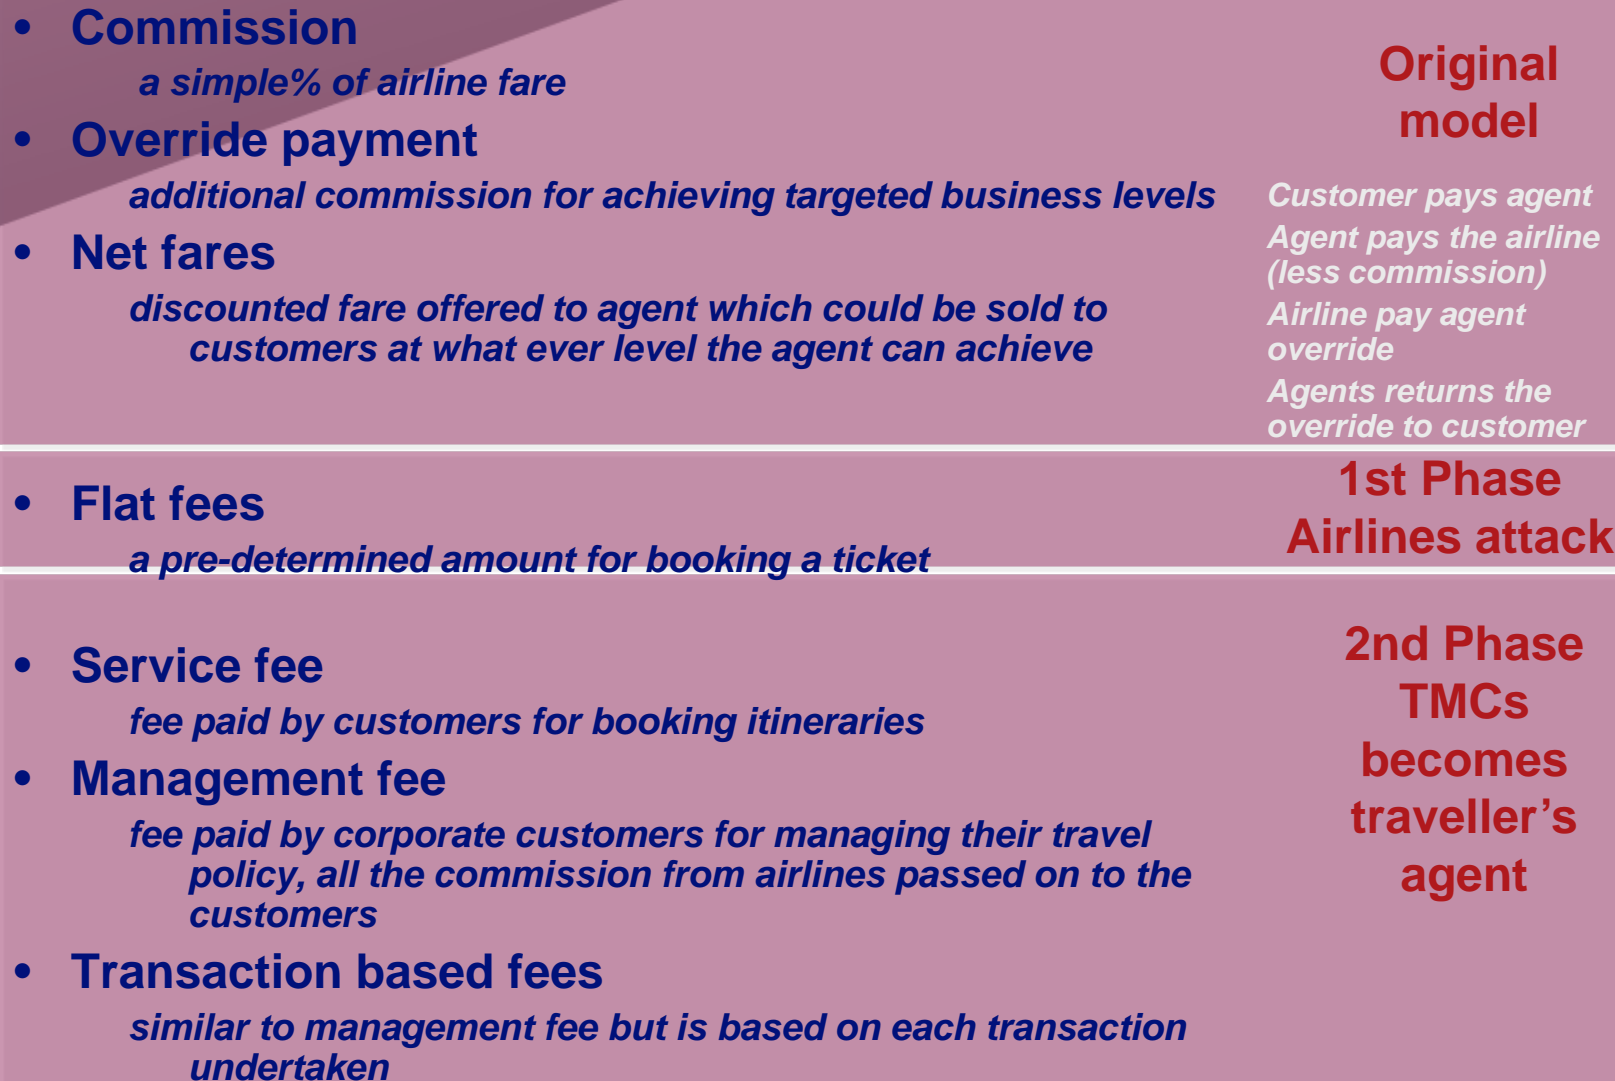 • Commission
a simple% of airline fare
• Override payment
additional commission for achieving targeted business levels
• Net fares
discounted fare offered to agent which could be sold to
customers at what ever level the agent can achieve
Original
model
Customer pays agent
Agent pays the airline
(less commission)
Airline pay agent
override
Agents returns the
override to customer
• Flat fees
a pre-determined amount for booking a ticket
1st Phase
Airlines attack
• Service fee
fee paid by customers for booking itineraries
• Management fee
fee paid by corporate customers for managing their travel
policy, all the commission from airlines passed on to the
customers
• Transaction based fees
similar to management fee but is based on each transaction
undertaken
2nd Phase
TMCs
becomes
traveller’s
agent